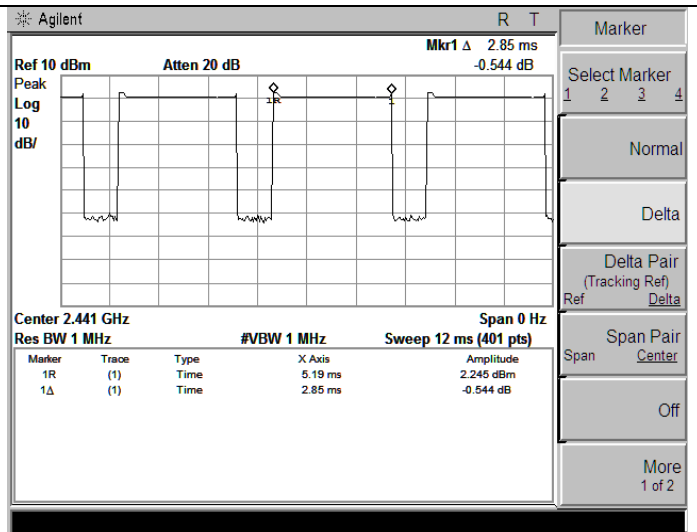 Agilent R T
Mkr1 Δ 2.85 ms
Ref 10 dBm Atten 20 dB -0.544 dB
Peak
Log
10
dB/
1R 1
Center 2.441 GHz Span 0 Hz
Res BW 1 MHz #VBW 1 MHz Sweep 12 ms (401 pts)
Marker Trace Type X Axis Amplitude
1R (1) Time 5.19 ms 2.245 dBm
1Δ (1) Time 2.85 ms -0.544 dB
Marker
Select Marker
1 2 3 4
Normal
Delta
Delta Pair
(Tracking Ref)
Ref Delta
Span Pair
Span Center
Off
More
1 of 2